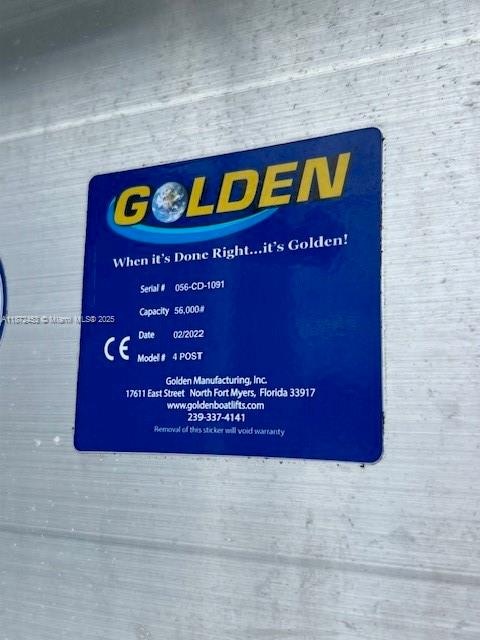 GOLDEN
When it's Done Right...it's Golden!
Serial # 056-CD-1091
Capacity 56,000#
Date 02/2022
CE Model # 4 POST
Golden Manufacturing, Inc.
17611 East Street North Fort Myers, Florida 33917
www.goldenboatlifts.com
239-337-4141
Removal of this sticker will void warranty
A11572453 © Miami MLS® 2025